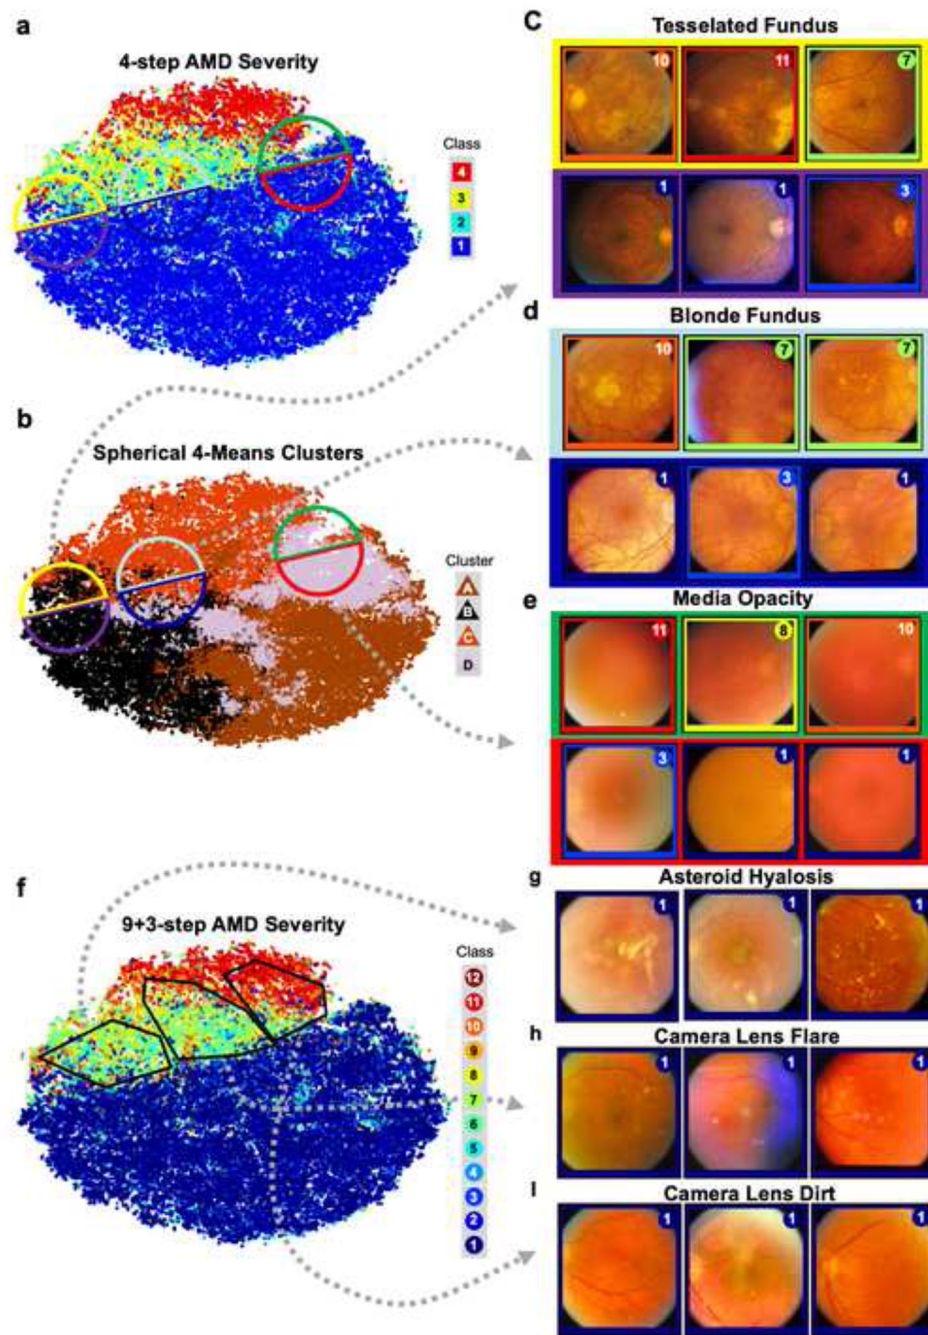 a
4-step AMD Severity
Class
4
3
2
1
b
Spherical 4-Means Clusters
Cluster
A
B
C
D
f
9+3-step AMD Severity
Class
12
11
10
9
8
7
6
5
4
3
2
1
C
Tesselated Fundus
10 11 7
1 1 3
d
Blonde Fundus
10 7 7
1 3 1
e
Media Opacity
11 8 10
3 1 1
g
Asteroid Hyalosis
1 1 1
h
Camera Lens Flare
1 1 1
I
Camera Lens Dirt
1 1 1